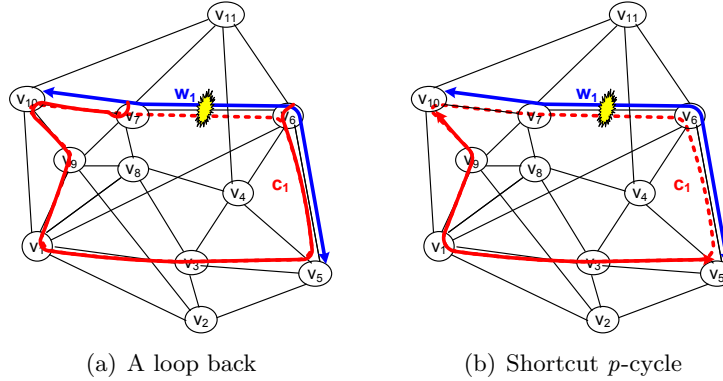 v11
v11
v10
w1
v10
w1
v7
v6
v7
v6
v9
v8
v9
v8
c1
v4
c1
v4
v1
v3
v5
v1
v3
v5
v2
v2
(a) A loop back
(b) Shortcut p-cycle